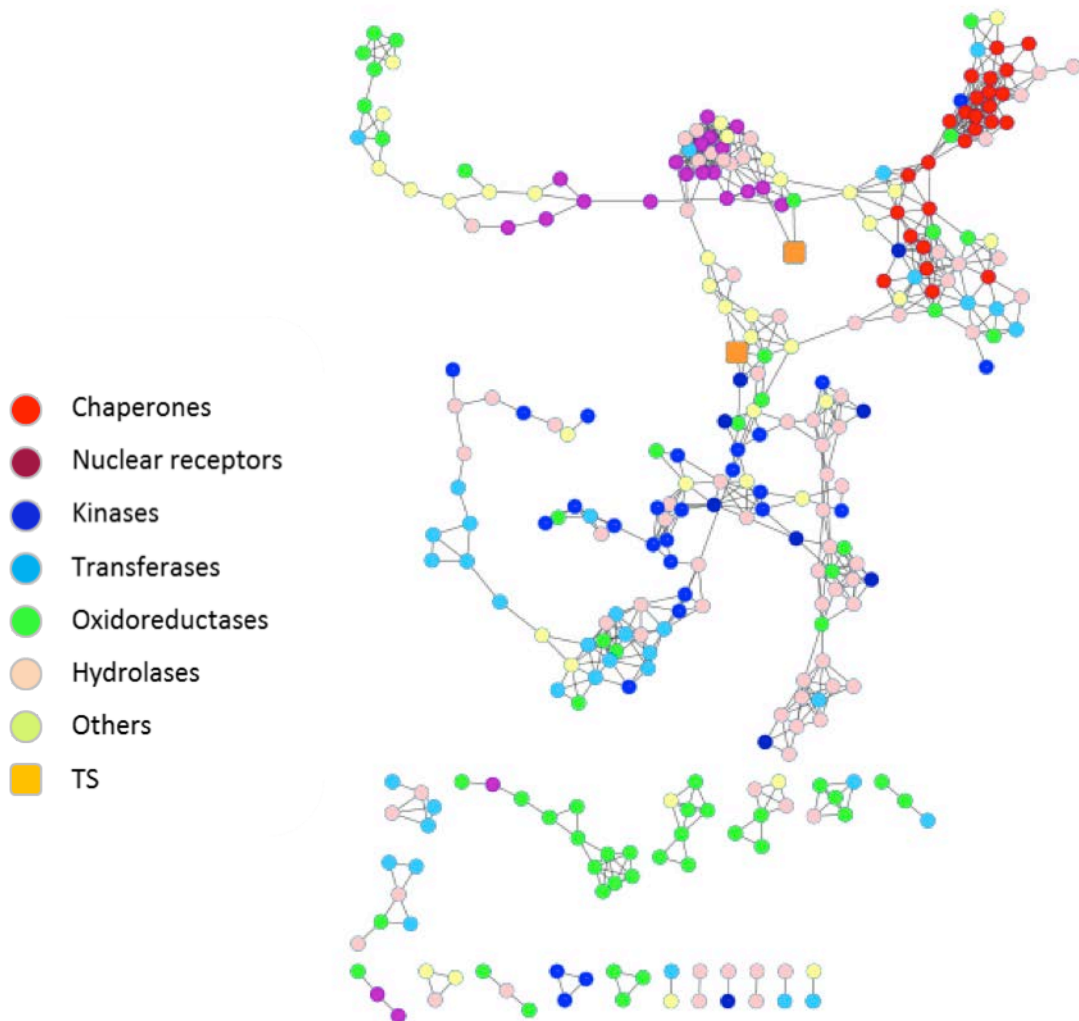 Chaperones
Nuclear receptors
Kinases
Transferases
Oxidoreductases
Hydrolases
Others
TS